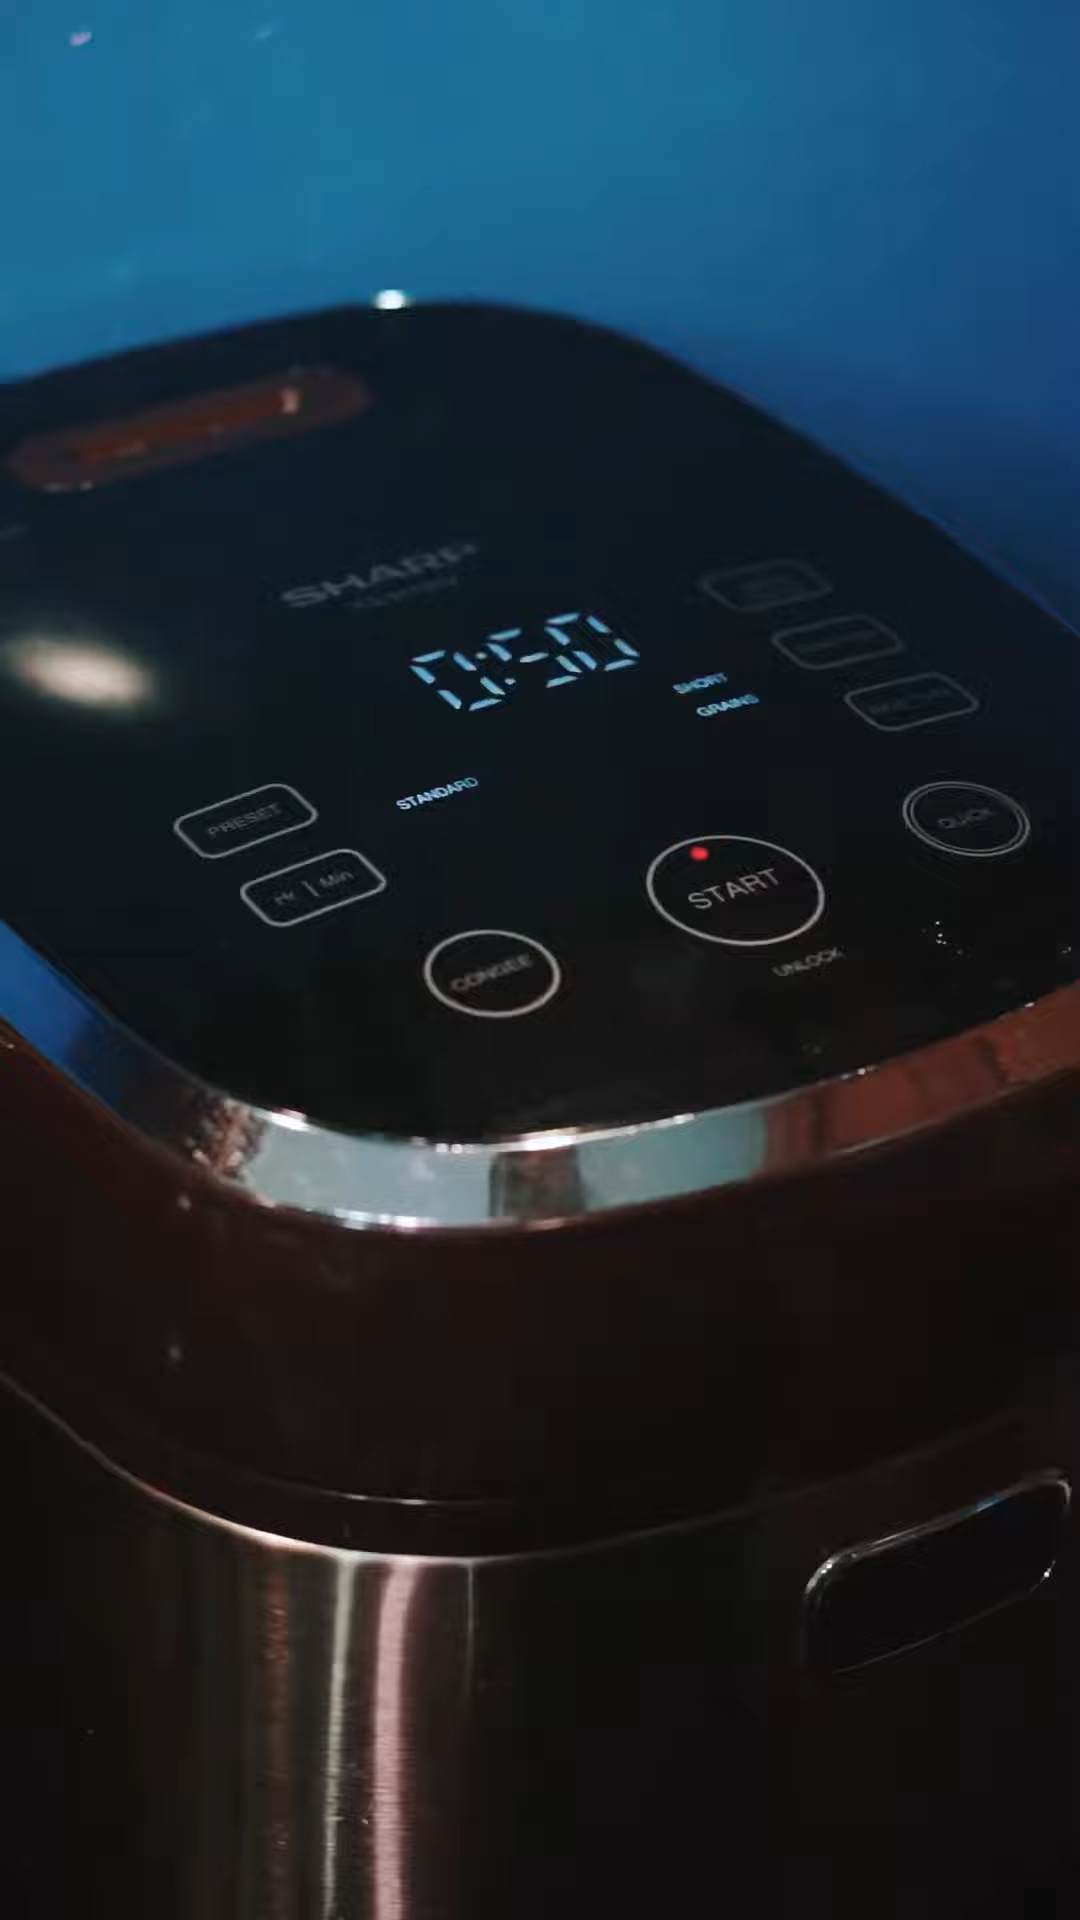 SHARP
0:50
SHORT
GRAINS
STANDARD
PRESET
Hr | Min
QUICK
START
CONGEE
UNLOCK